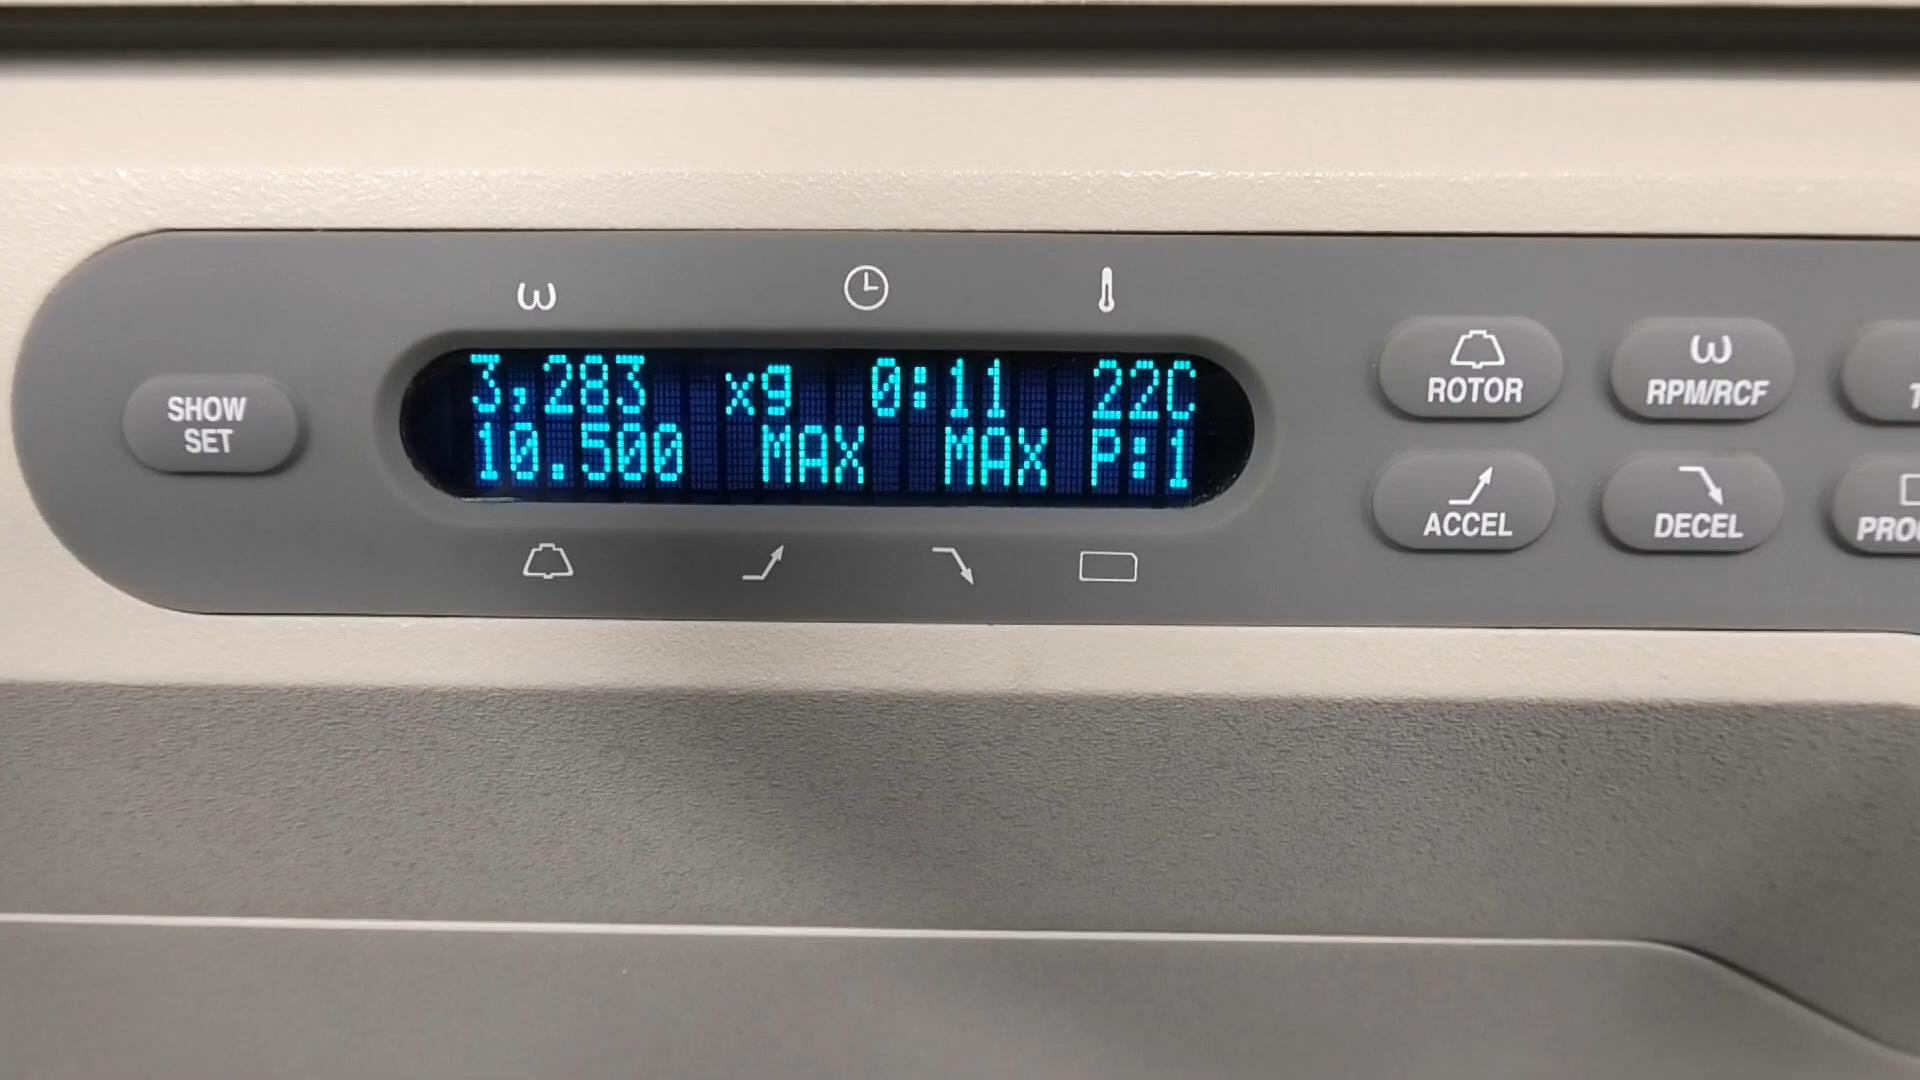 ω
SHOW
SET
3,283 xg 0:11 22C
10.500 MAX MAX P:1
ROTOR
ω
RPM/RCF
ACCEL
DECEL